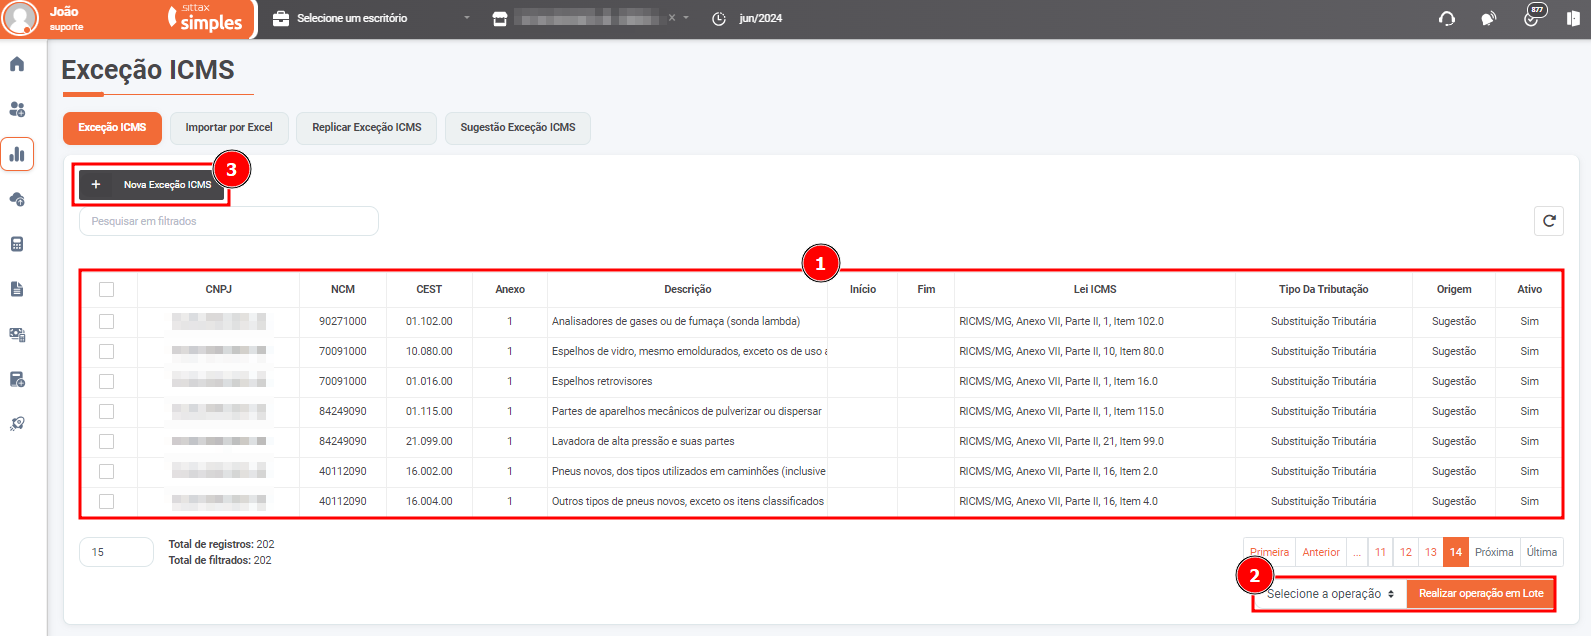 João
suporte
sittax
simples
Selecione um escritório
×
jun/2024
877
Exceção ICMS
Exceção ICMS
Importar por Excel
Replicar Exceção ICMS
Sugestão Exceção ICMS
+ Nova Exceção ICMS
3
Pesquisar em filtrados
1
CNPJ NCM CEST Anexo Descrição Início Fim Lei ICMS Tipo Da Tributação Origem Ativo
90271000 01.102.00 1 Analisadores de gases ou de fumaça (sonda lambda) RICMS/MG, Anexo VII, Parte II, 1, Item 102.0 Substituição Tributária Sugestão Sim
70091000 10.080.00 1 Espelhos de vidro, mesmo emoldurados, exceto os de uso RICMS/MG, Anexo VII, Parte II, 10, Item 80.0 Substituição Tributária Sugestão Sim
70091000 01.016.00 1 Espelhos retrovisores RICMS/MG, Anexo VII, Parte II, 1, Item 16.0 Substituição Tributária Sugestão Sim
84249090 01.115.00 1 Partes de aparelhos mecânicos de pulverizar ou dispersar RICMS/MG, Anexo VII, Parte II, 1, Item 115.0 Substituição Tributária Sugestão Sim
84249090 21.099.00 1 Lavadora de alta pressão e suas partes RICMS/MG, Anexo VII, Parte II, 21, Item 99.0 Substituição Tributária Sugestão Sim
40112090 16.002.00 1 Pneus novos, dos tipos utilizados em caminhões (inclusive RICMS/MG, Anexo VII, Parte II, 16, Item 2.0 Substituição Tributária Sugestão Sim
40112090 16.004.00 1 Outros tipos de pneus novos, exceto os itens classificados RICMS/MG, Anexo VII, Parte II, 16, Item 4.0 Substituição Tributária Sugestão Sim
15
Total de registros: 202
Total de filtrados: 202
Primeira Anterior ... 11 12 13 14 Próxima Última
2
Selecione a operação
Realizar operação em Lote